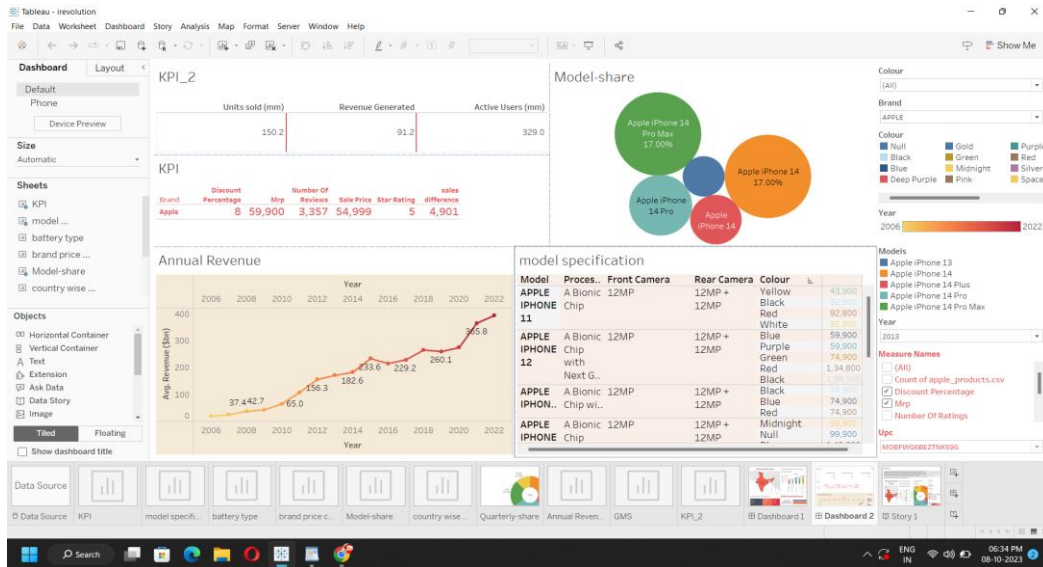 Tableau - irevolution
File Data Worksheet Dashboard Story Analysis Map Format Server Window Help
Show Me
Dashboard Layout
Default
Phone
Device Preview
Size
Automatic
Sheets
KPI
model ...
battery type
brand price ...
Model-share
country wise ...
Objects
Horizontal Container
Vertical Container
A Text
Extension
Ask Data
Data Story
Image
Tiled Floating
Show dashboard title
KPI_2
Units sold (mm) Revenue Generated Active Users (mm)
150.2 91.2 329.0
KPI
Brand Discount Percentage Mrp Number Of Reviews Sale Price Star Rating sales difference
Apple 8 59,900 3,357 54,999 5 4,901
Model-share
Apple iPhone 14
Pro Max
17.00%
Apple iPhone 14
17.00%
Apple iPhone
14 Pro
Apple
iPhone 14
Annual Revenue
Year
2006 2008 2010 2012 2014 2016 2018 2020 2022
Avg. Revenue ($bn)
400
300
200
100
0
37.4 42.7 65.0 156.3 182.6 233.6 229.2 260.1 365.8
2006 2008 2010 2012 2014 2016 2018 2020 2022
Year
model specification
Model Proces.. Front Camera Rear Camera Colour
APPLE A Bionic 12MP 12MP + Yellow 43,900
IPHONE Chip 12MP Black
11 Red 92,800
White
APPLE A Bionic 12MP 12MP + Blue 59,900
IPHONE Chip 12MP Purple 59,900
12 with Green 74,900
Next G.. Red 1,34,800
Black
APPLE A Bionic 12MP 12MP + Black
IPHON.. Chip wi.. 12MP Blue 74,900
Red 74,900
APPLE A Bionic 12MP 12MP + Midnight
IPHONE Chip 12MP Null 99,900
Colour
(All)
Brand
APPLE
Colour
Null Gold Purple
Black Green Red
Blue Midnight Silver
Deep Purple Pink Space
Year
2006 2022
Models
Apple iPhone 13
Apple iPhone 14
Apple iPhone 14 Plus
Apple iPhone 14 Pro
Apple iPhone 14 Pro Max
Year
2013
Measure Names
(All)
Count of apple_products.csv
Discount Percentage
Mrp
Number Of Ratings
Upc
Data Source
Data Source KPI model specifi... battery type brand price c... Model-share country wise ... Quarterly-share Annual Reven... GMS KPI_2 Dashboard 1 Dashboard 2 Story 1
Search
ENG
IN
06:34 PM
08-10-2023
2